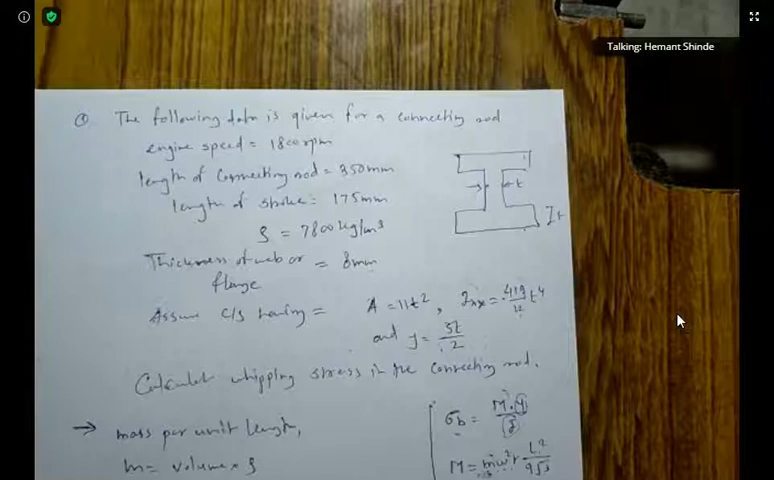 Talking: Hemant Shinde
① The following data is given for a connecting rod
engine speed = 1800 rpm
length of connecting rod = 350mm
length of stroke = 175mm
ρ = 7800 kg/m³
Thickness of web or flange = 8mm
t
t
Assume c/s having = A = 11t², Ixx = 419/12 t⁴
and y = 5t/2
Calculate whipping stress in the connecting rod.
→ mass per unit length,
m = volume × ρ
σb = M.y/I
M = mω²r L²/9√3